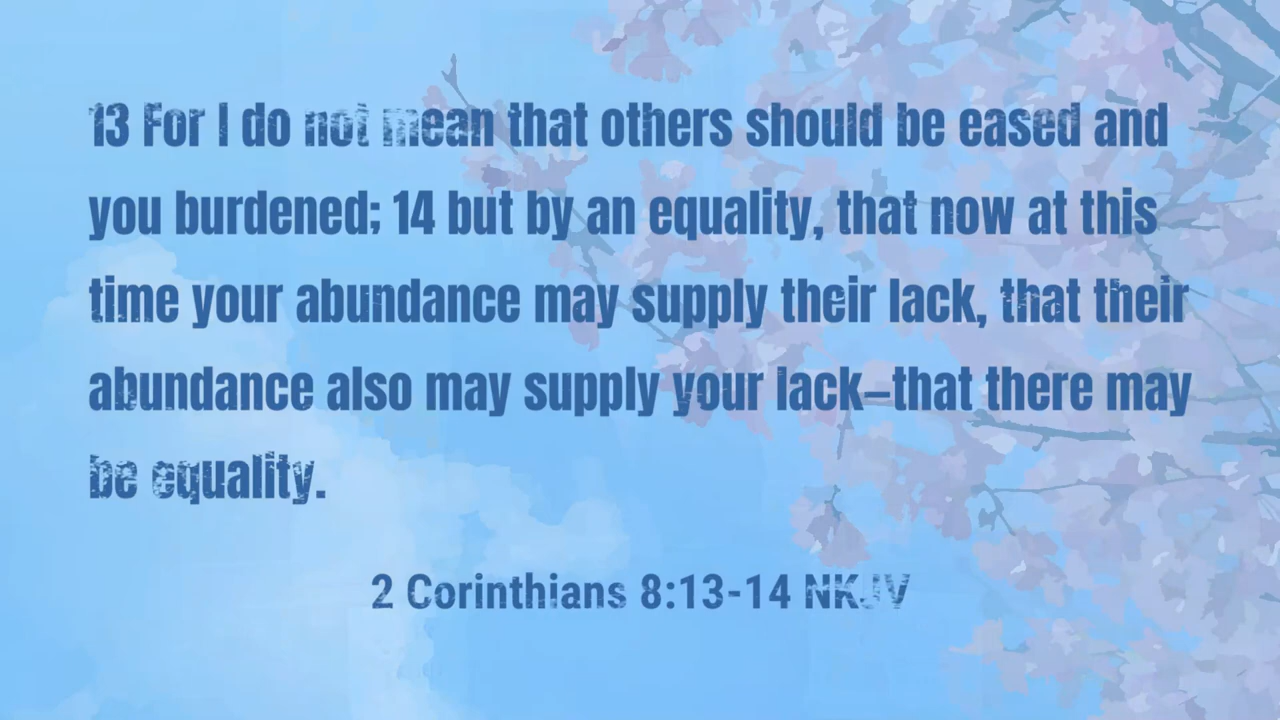 13 For I do not mean that others should be eased and
you burdened; 14 but by an equality, that now at this
time your abundance may supply their lack, that their
abundance also may supply your lack—that there may
be equality.
2 Corinthians 8:13-14 NKJV